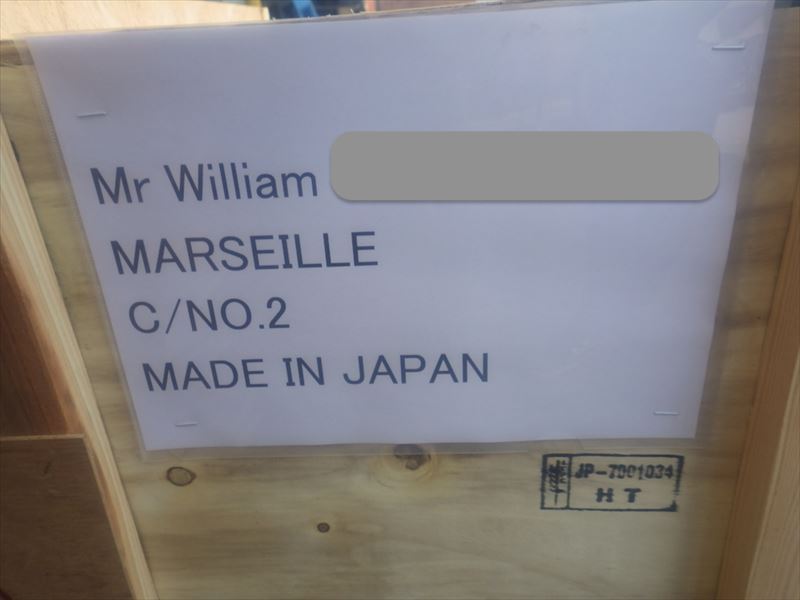 Mr William
MARSEILLE
C/NO.2
MADE IN JAPAN
JP-7001034
HT